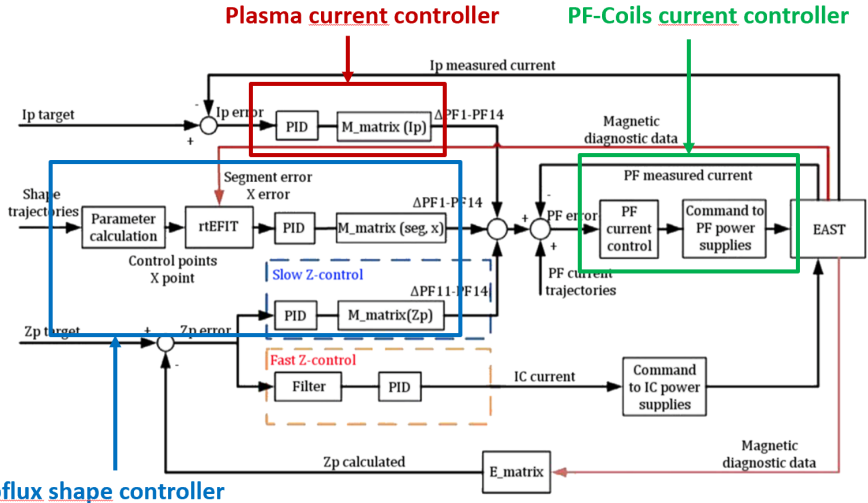 Plasma current controller
PF-Coils current controller
Ip measured current
-
Ip error
ΔPF1-PF14
Ip target
PID
M_matrix (Ip)
+
Magnetic
diagnostic data
Segment error
X error
PF measured current
Shape
trajectories
ΔPF1-PF14
-
Parameter
calculation
rtEFIT
PID
M_matrix (seg, x)
+
PF error
PF
current
control
Command to
PF power
supplies
EAST
+
Control points
X point
Slow Z-control
PF current
trajectories
ΔPF11-PF14
PID
M_matrix(Zp)
Zp target
+
Zp error
-
Fast Z-control
Filter
PID
IC current
Command
to IC power
supplies
Zp calculated
E_matrix
Magnetic
diagnostic data
flux shape controller